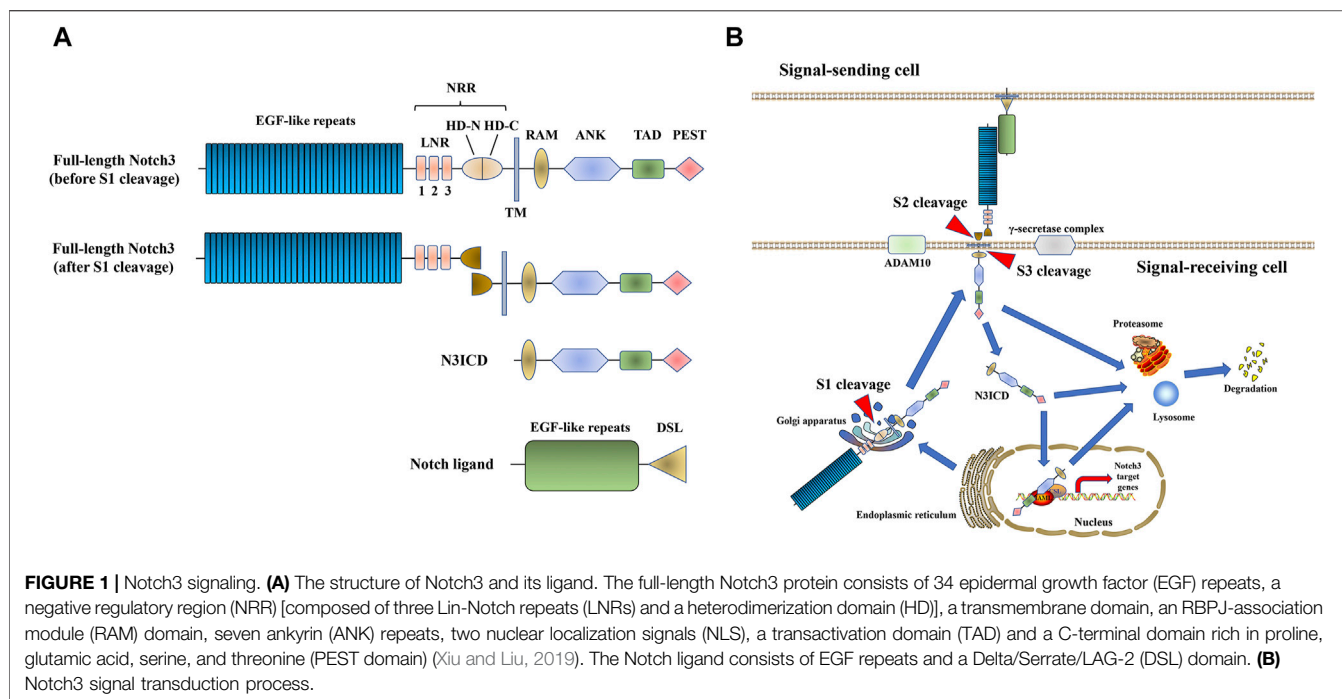 A
NRR
HD-N HD-C
EGF-like repeats
LNR
RAM
ANK
TAD
PEST
Full-length Notch3
(before S1 cleavage)
1 2 3
TM
Full-length Notch3
(after S1 cleavage)
N3ICD
EGF-like repeats
DSL
Notch ligand
B
Signal-sending cell
S2 cleavage
γ-secretase complex
ADAM10
S3 cleavage
Signal-receiving cell
Proteasome
S1 cleavage
N3ICD
Lysosome
Degradation
Golgi apparatus
Notch3
target
genes
Endoplasmic reticulum
Nucleus
FIGURE 1 | Notch3 signaling. (A) The structure of Notch3 and its ligand. The full-length Notch3 protein consists of 34 epidermal growth factor (EGF) repeats, a
negative regulatory region (NRR) [composed of three Lin-Notch repeats (LNRs) and a heterodimerization domain (HD)], a transmembrane domain, an RBPJ-association
module (RAM) domain, seven ankyrin (ANK) repeats, two nuclear localization signals (NLS), a transactivation domain (TAD) and a C-terminal domain rich in proline,
glutamic acid, serine, and threonine (PEST domain) (Xiu and Liu, 2019). The Notch ligand consists of EGF repeats and a Delta/Serrate/LAG-2 (DSL) domain. (B)
Notch3 signal transduction process.